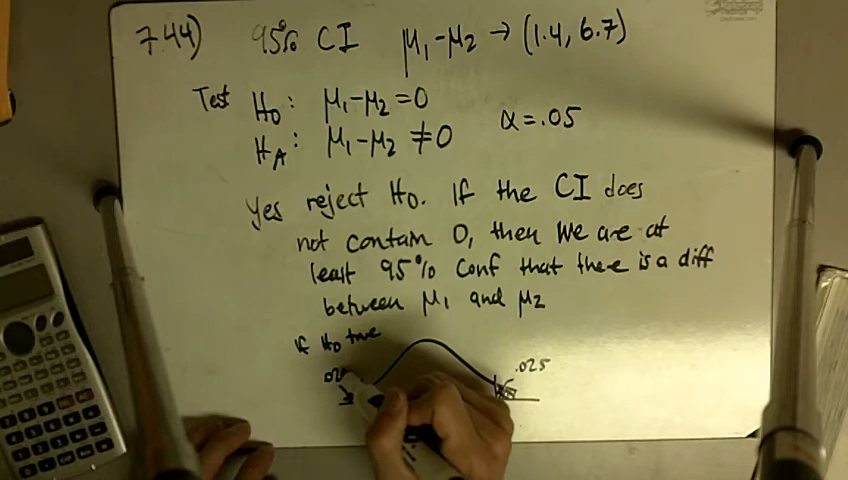 7.44) 95% CI μ₁-μ₂ → (1.4, 6.7)
Test H₀: μ₁-μ₂ = 0
H_A: μ₁-μ₂ ≠ 0 α = .05
Yes reject H₀. If the CI does
not contain 0, then we are at
least 95% conf that there is a diff
between μ₁ and μ₂
If H₀ true
.025